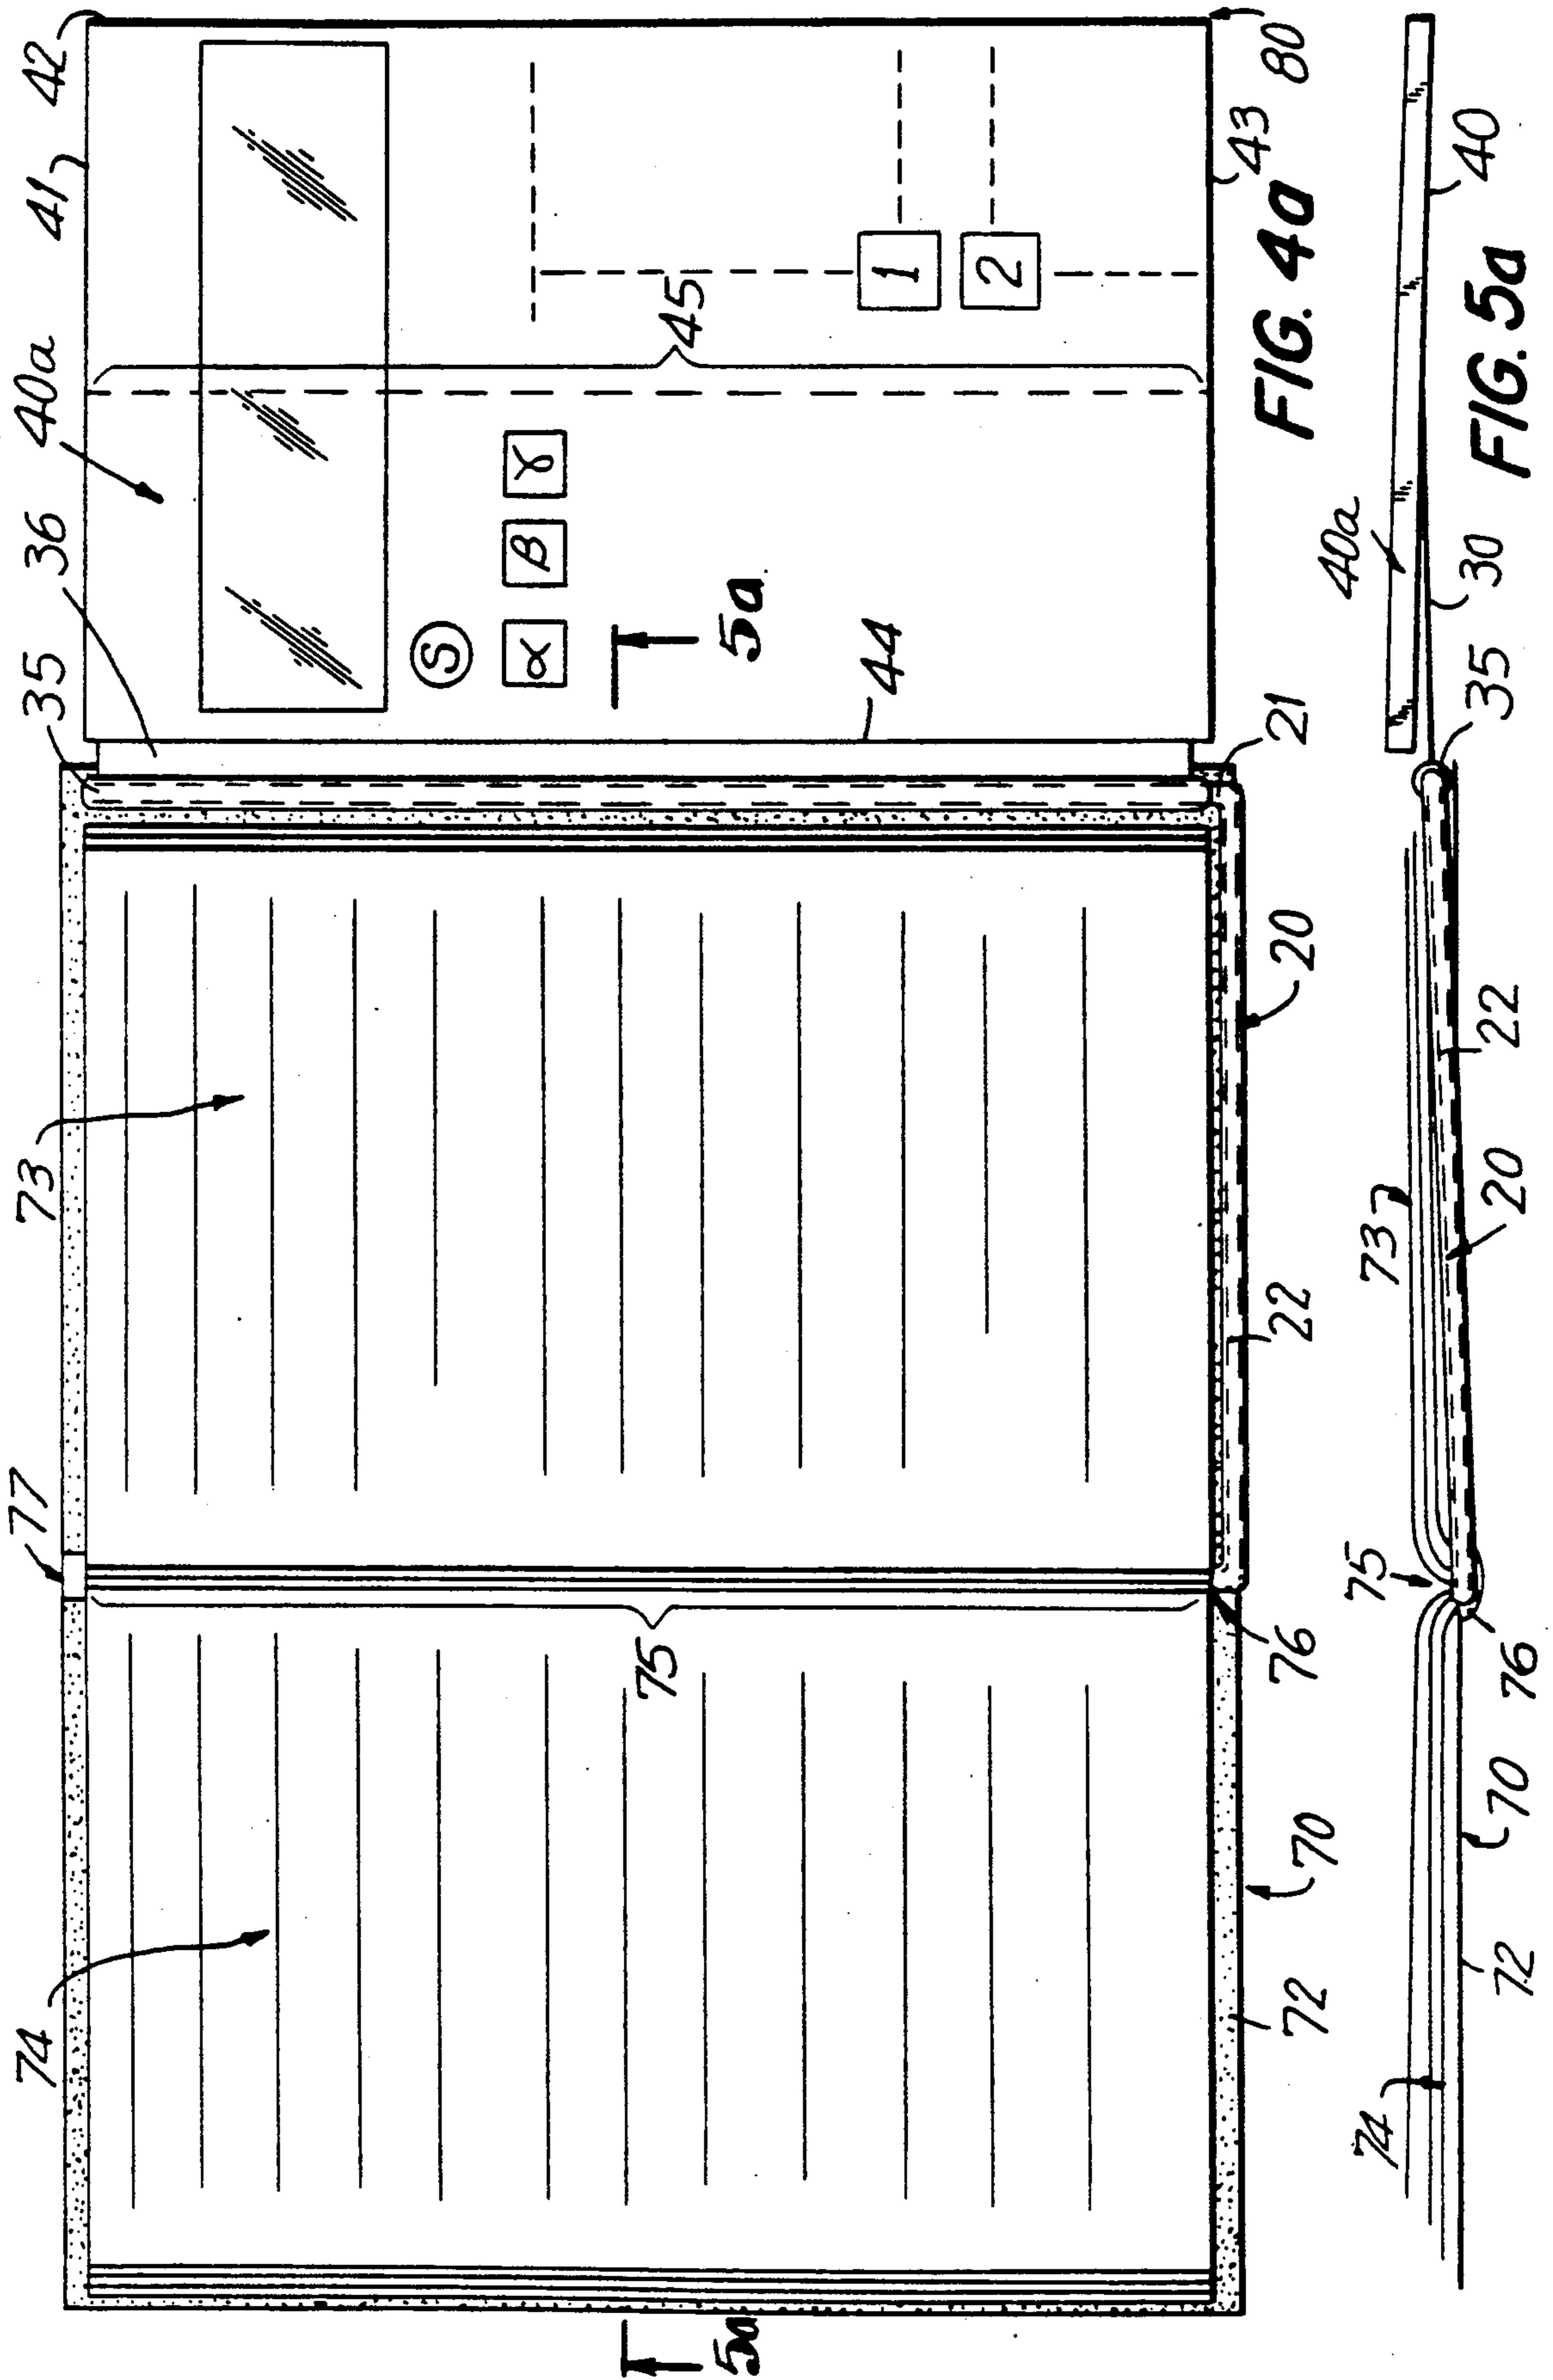 74 77 73 35 36 40a 41 42
S
α β γ
75 45
5a 5a
44
1
2
72 70 76 22 20 21 43 80
FIG. 4a
74 75 73 40a
72 70 76 20 22 35 30 40
FIG. 5a